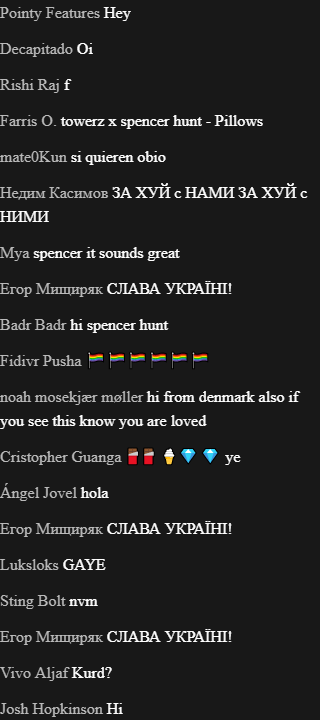 Pointy Features Hey
Decapitado Oi
Rishi Raj f
Farris O. towerz x spencer hunt - Pillows
mate0Kun si quieren obio
Недим Касимов ЗА ХУЙ с НАМИ ЗА ХУЙ с
НИМИ
Mya spencer it sounds great
Егор Мищиряк СЛАВА УКРАЇНІ!
Badr Badr hi spencer hunt
Fidivr Pusha 🏳️‍🌈🏳️‍🌈🏳️‍🌈🏳️‍🌈🏳️‍🌈🏳️‍🌈
noah mosekjær møller hi from denmark also if
you see this know you are loved
Cristopher Guanga 🍫🍫🍦💎💎 ye
Ángel Jovel hola
Егор Мищиряк СЛАВА УКРАЇНІ!
Luksloks GAYE
Sting Bolt nvm
Егор Мищиряк СЛАВА УКРАЇНІ!
Vivo Aljaf Kurd?
Josh Hopkinson Hi